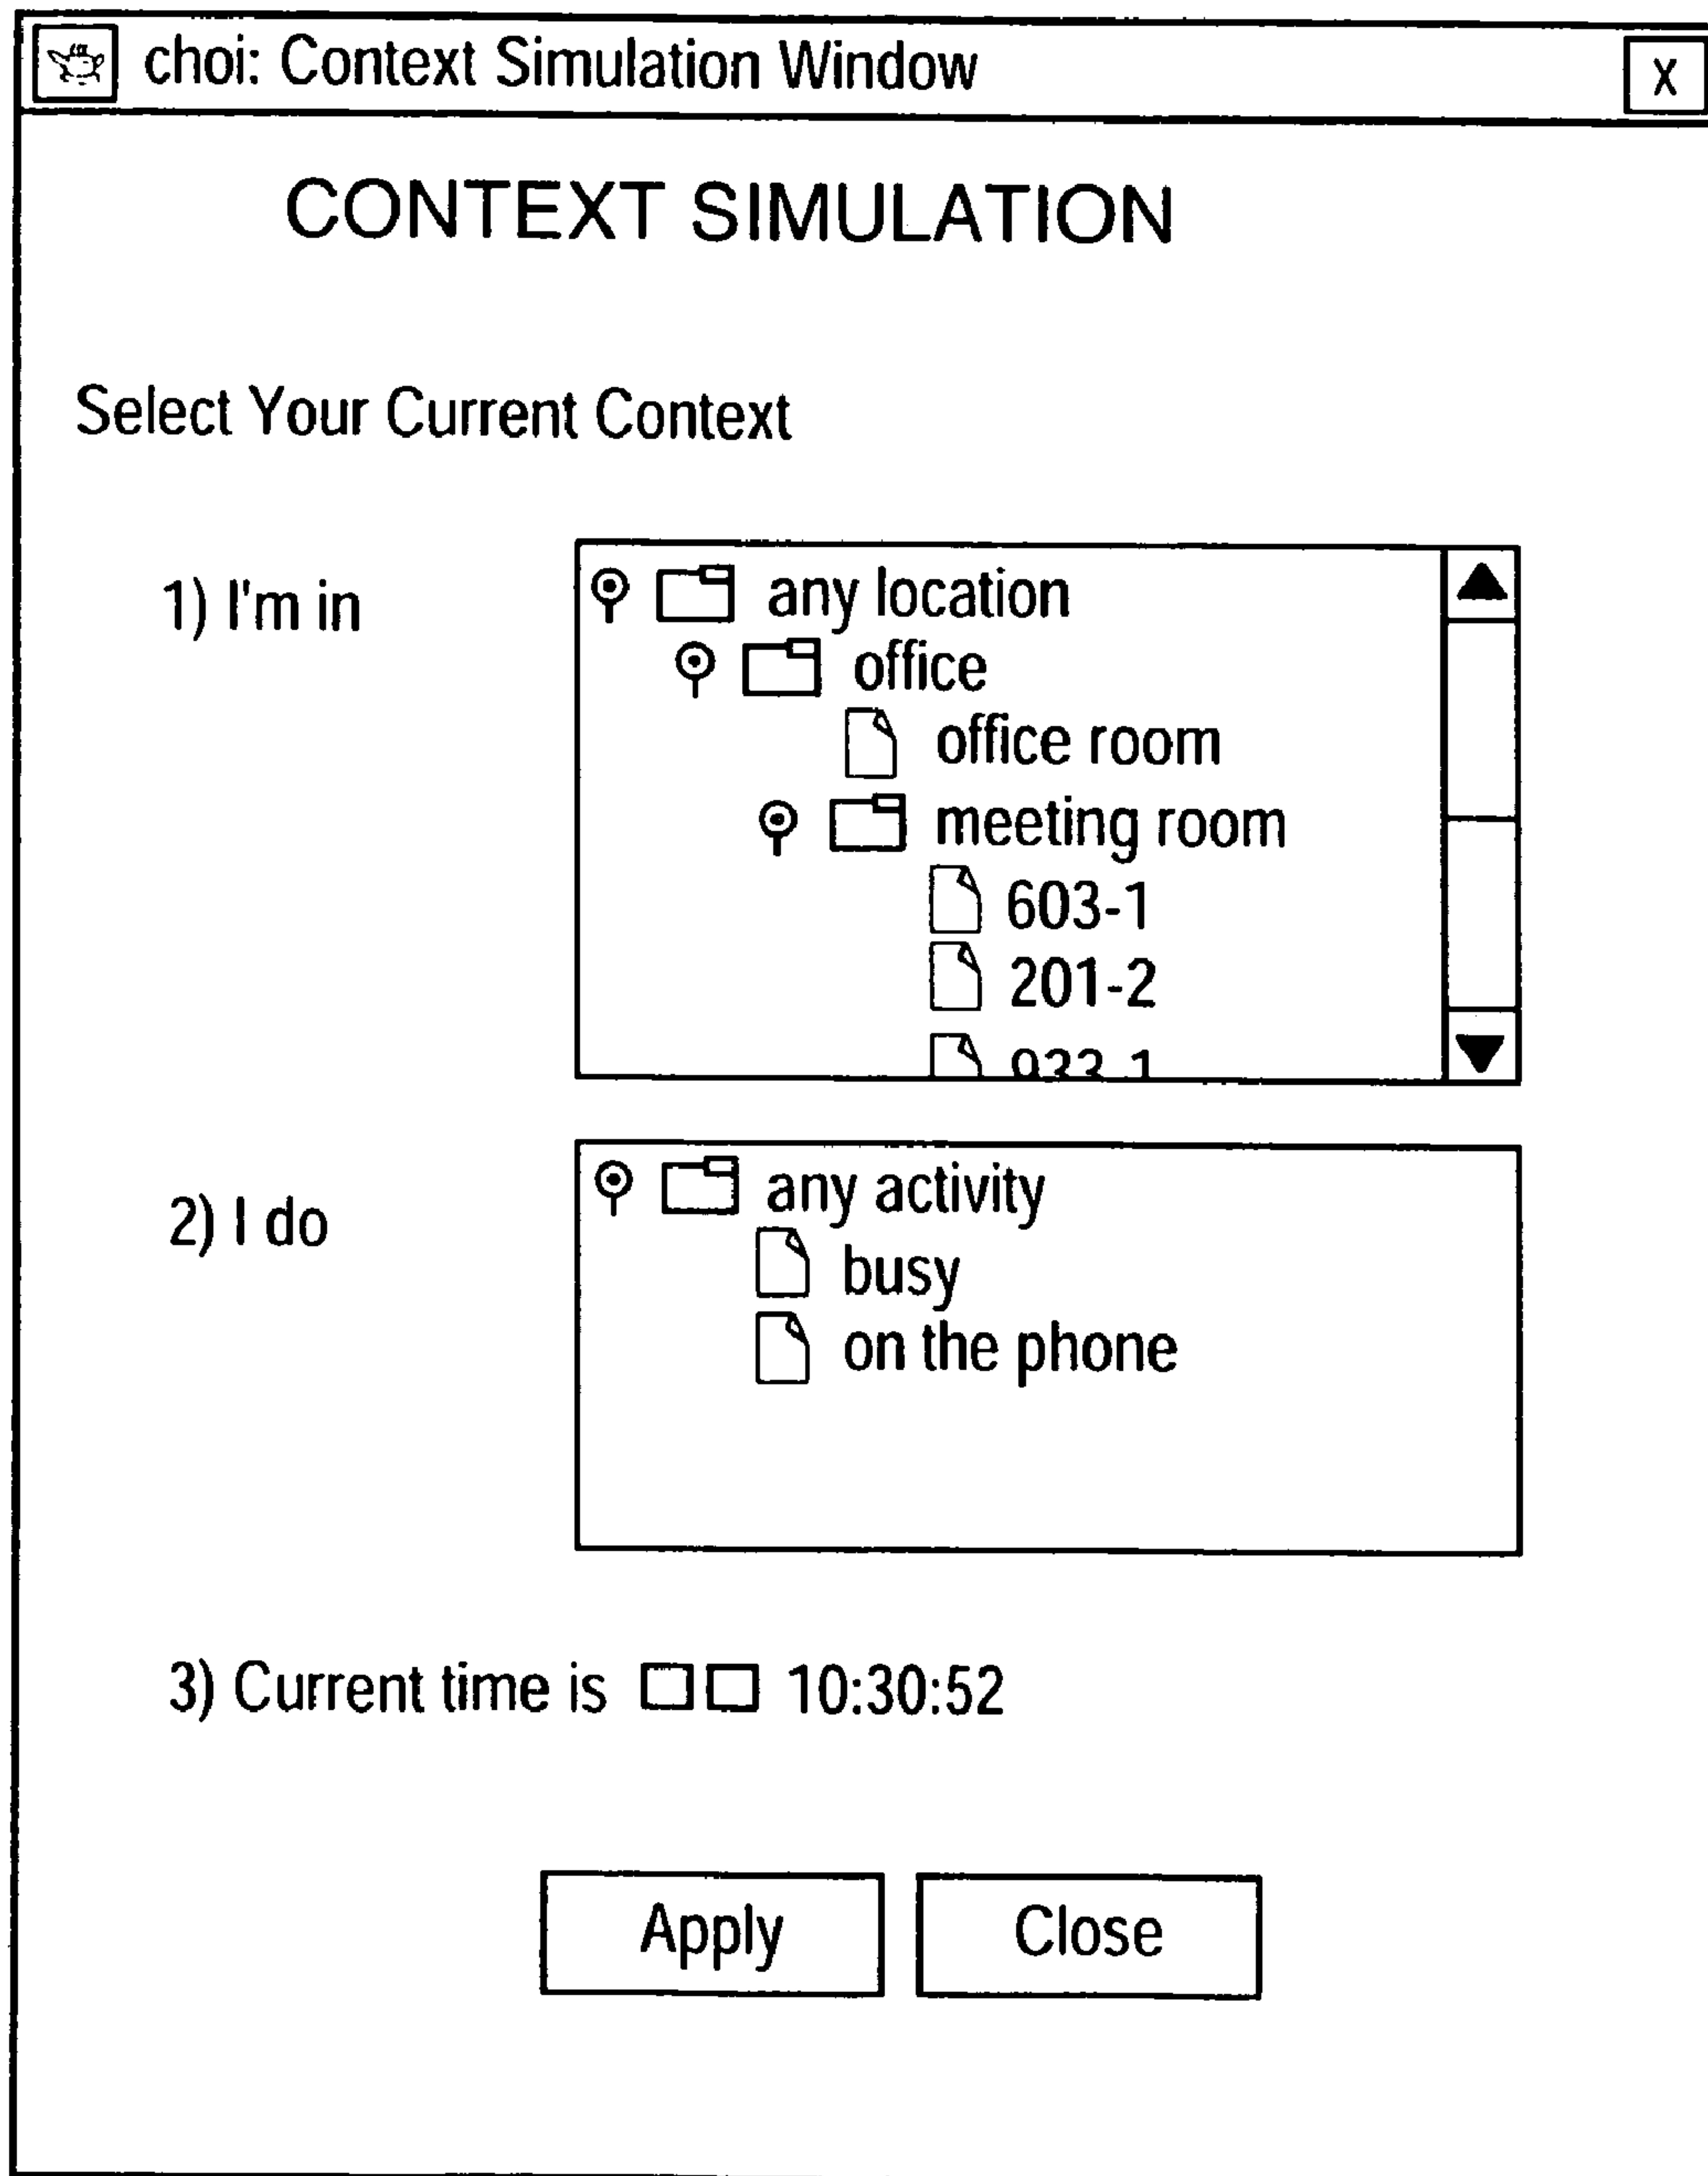 choi: Context Simulation Window X
CONTEXT SIMULATION
Select Your Current Context
1) I'm in
any location
office
office room
meeting room
603-1
201-2
933-1
2) I do
any activity
busy
on the phone
3) Current time is □□ 10:30:52
Apply Close